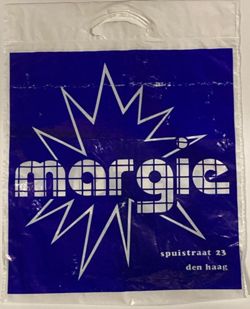 margie
spuistraat 23
den haag